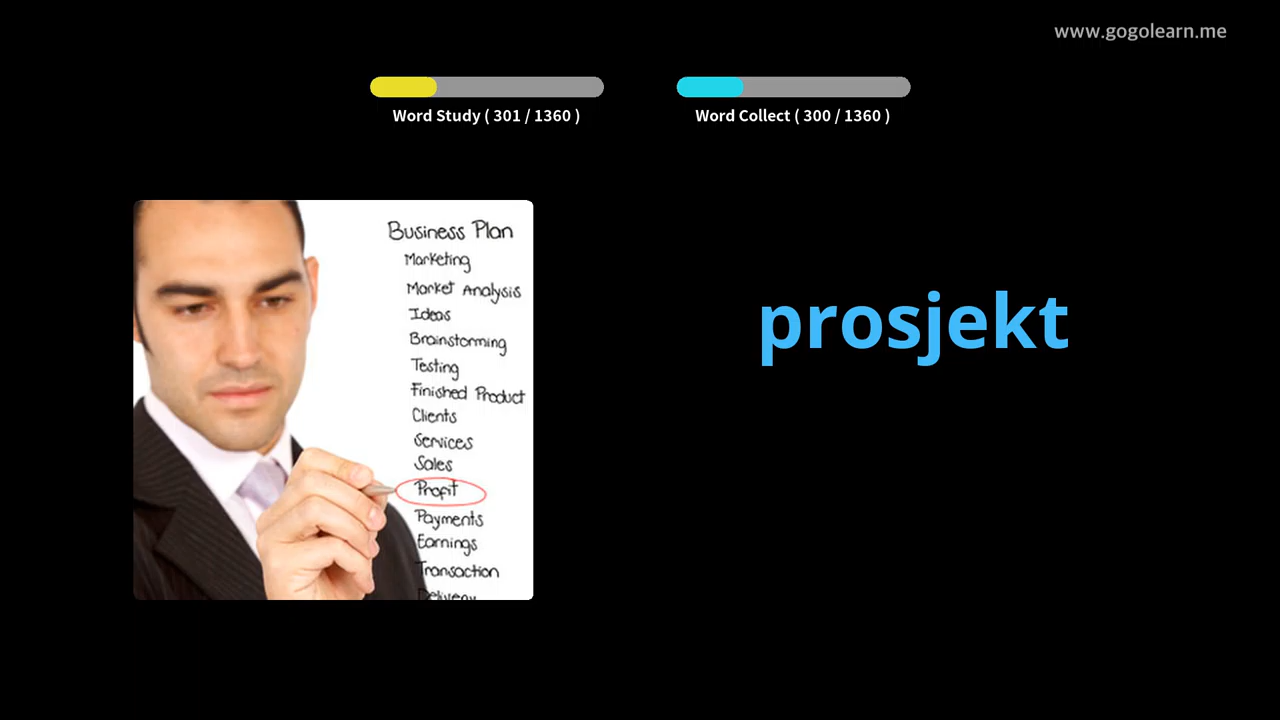 www.gogolearn.me
Word Study ( 301 / 1360 )
Word Collect ( 300 / 1360 )
Business Plan
Marketing
Market Analysis
Ideas
Brainstorming
Testing
Finished Product
Clients
Services
Sales
Profit
Payments
Earnings
Transaction
Delivery
prosjekt